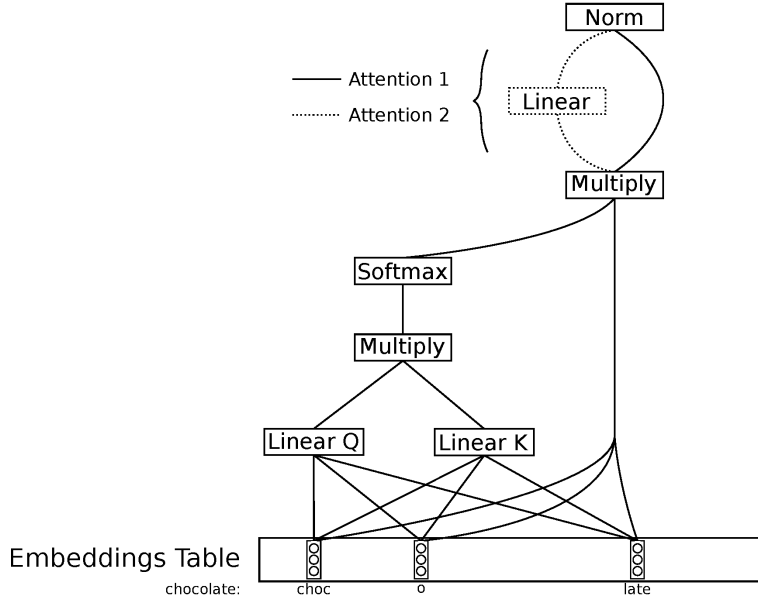 Norm
Attention 1
Linear
Attention 2
Multiply
Softmax
Multiply
Linear Q
Linear K
Embeddings Table
chocolate:
choc
o
late